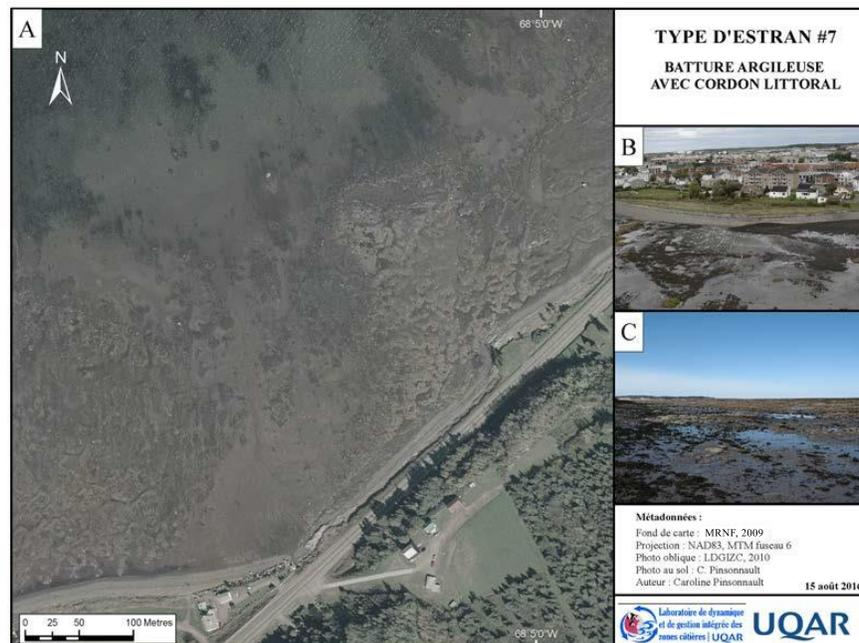 A
68°5'0"W
N
TYPE D'ESTRAN #7
BATTURE ARGILEUSE
AVEC CORDON LITTORAL
B
C
Métadonnées :
Fond de carte : MRNF, 2009
Projection : NAD83, MTM fuseau 6
Photo oblique : LDGIZC, 2010
Photo au sol : C. Pinsonnault
Auteur : Caroline Pinsonnault
15 août 2016
0 25 50 100 Metres
68°5'0"W
Laboratoire de dynamique
et de gestion intégrée des
zones côtières | UQAR
UQAR